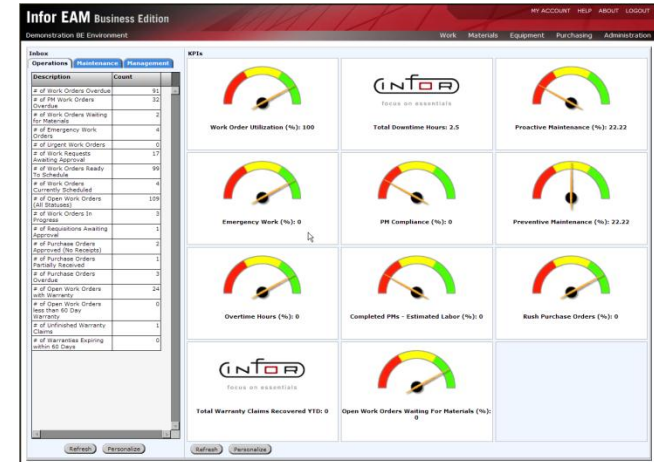 Infor EAM Business Edition
MY ACCOUNT HELP ABOUT LOGOUT
Demonstration BE Environment
Work Materials Equipment Purchasing Administration
Inbox
Operations Maintenance Management
Description Count
# of Work Orders Overdue 91
# of PM Work Orders
Overdue 32
# of Work Orders Waiting
for Materials 2
# of Emergency Work
Orders 4
# of Urgent Work Orders 0
# of Work Requests
Awaiting Approval 17
# of Work Orders Ready
To Schedule 99
# of Work Orders
Currently Scheduled 4
# of Open Work Orders
(All Statuses) 109
# of Work Orders In
Progress 3
# of Requisitions Awaiting
Approval 1
# of Purchase Orders
Approved (No Receipts) 2
# of Purchase Orders
Partially Received 1
# of Purchase Orders
Overdue 3
# of Open Work Orders
with Warranty 24
# of Open Work Orders
less than 60 Day
Warranty 0
# of Unfinished Warranty
Claims 1
# of Warranties Expiring
within 60 Days 0
Refresh Personalize
KPIs
Work Order Utilization (%): 100
INFOR
focus on essentials
Total Downtime Hours: 2.5
Proactive Maintenance (%): 22.22
Emergency Work (%): 0
PM Compliance (%): 0
Preventive Maintenance (%): 22.22
Overtime Hours (%): 0
Completed PMs - Estimated Labor (%): 0
Rush Purchase Orders (%): 0
INFOR
focus on essentials
Total Warranty Claims Recovered YTD: 0
Open Work Orders Waiting For Materials (%):
0
Refresh Personalize